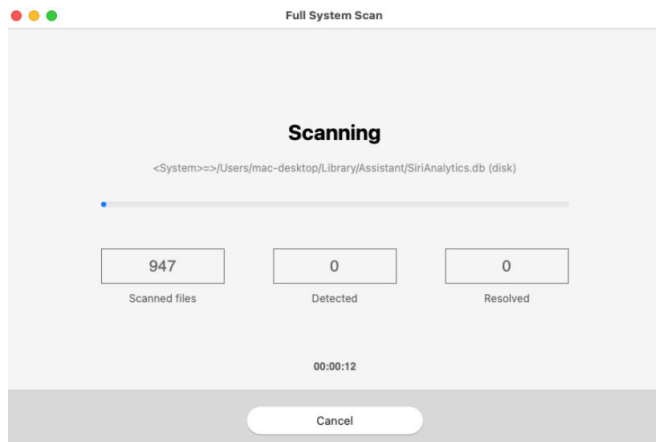 Full System Scan
Scanning
<System>=>/Users/mac-desktop/Library/Assistant/SiriAnalytics.db (disk)
947 0 0
Scanned files Detected Resolved
00:00:12
Cancel